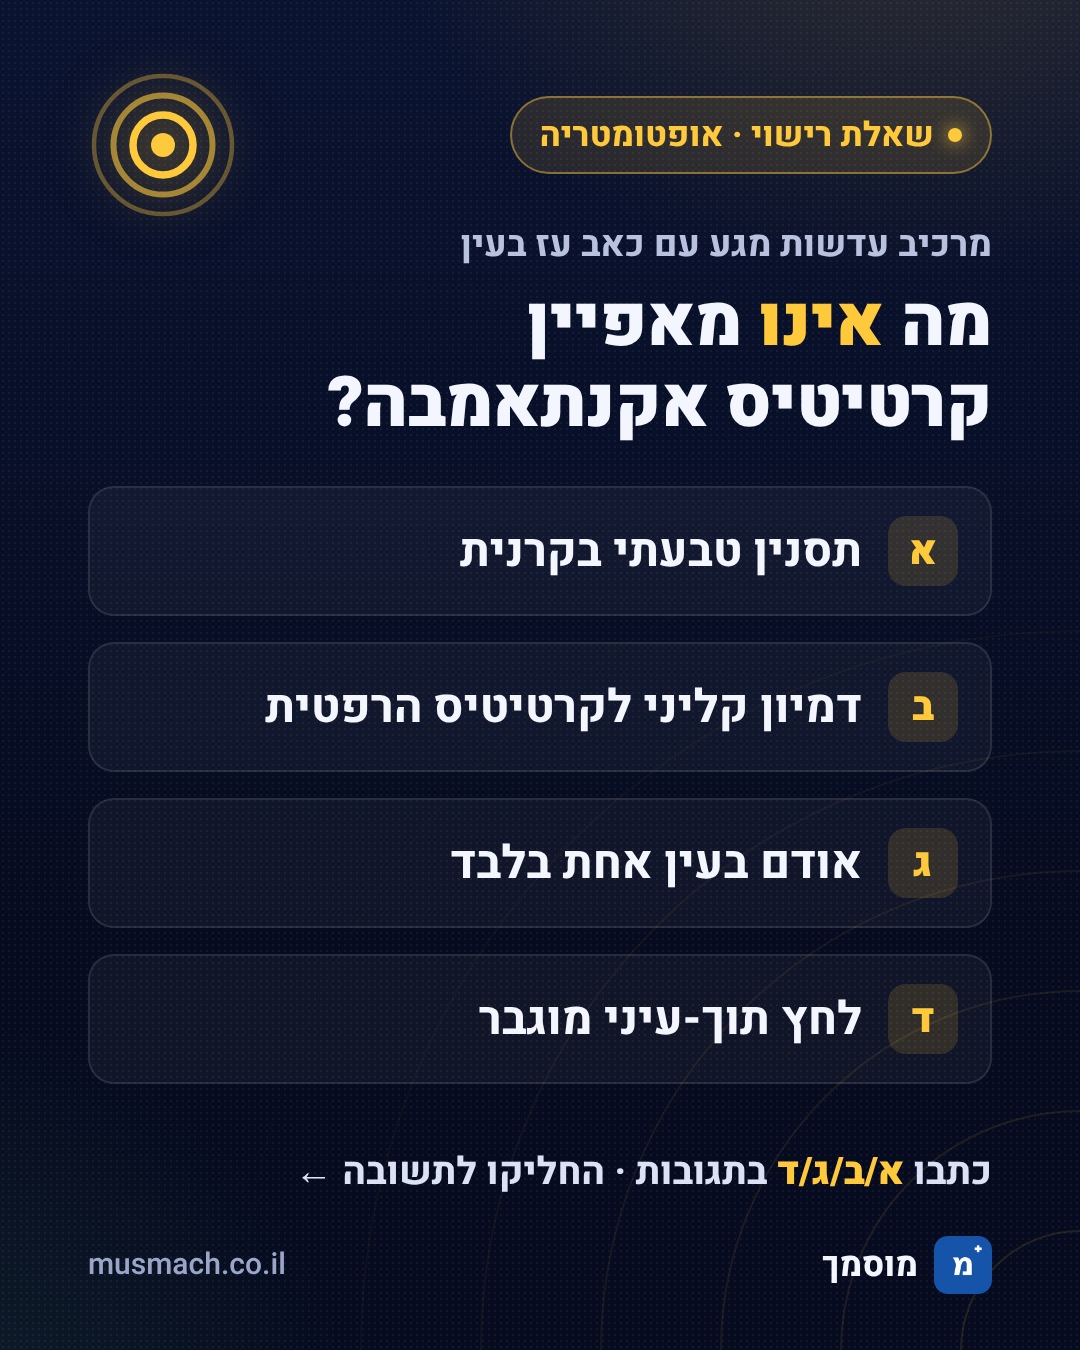 שאלת רישוי · אופטומטריה
מרכיב עדשות מגע עם כאב עז בעין
מה אינו מאפיין
קרטיטיס אקנתאמבה?
א תסנין טבעתי בקרנית
ב דמיון קליני לקרטיטיס הרפטית
ג אודם בעין אחת בלבד
ד לחץ תוך-עיני מוגבר
כתבו א/ב/ג/ד בתגובות · החליקו לתשובה ←
מ מוסמך
musmach.co.il